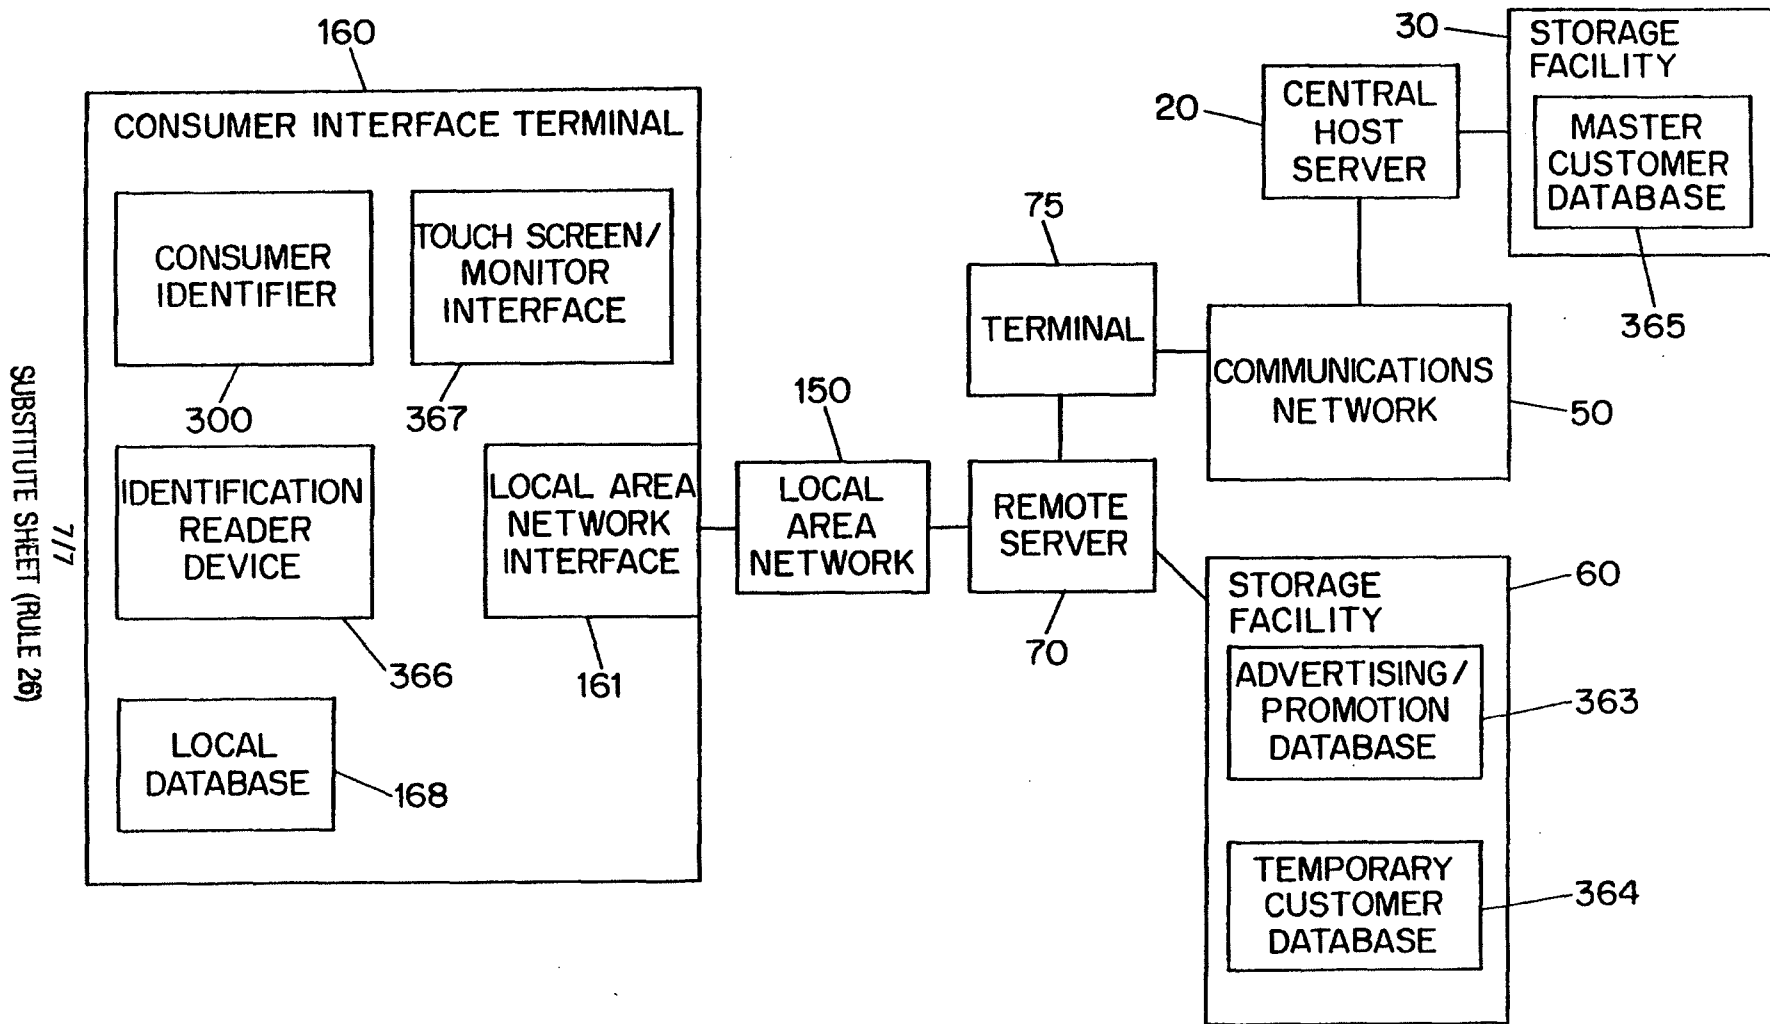 160
CONSUMER INTERFACE TERMINAL
CONSUMER
IDENTIFIER
300
TOUCH SCREEN/
MONITOR
INTERFACE
367
IDENTIFICATION
READER
DEVICE
366
LOCAL AREA
NETWORK
INTERFACE
161
LOCAL
DATABASE
168
150
LOCAL
AREA
NETWORK
75
TERMINAL
REMOTE
SERVER
70
20
CENTRAL
HOST
SERVER
30
STORAGE
FACILITY
MASTER
CUSTOMER
DATABASE
365
COMMUNICATIONS
NETWORK
50
STORAGE
FACILITY
60
ADVERTISING/
PROMOTION
DATABASE
363
TEMPORARY
CUSTOMER
DATABASE
364
7/7
SUBSTITUTE SHEET (RULE 26)